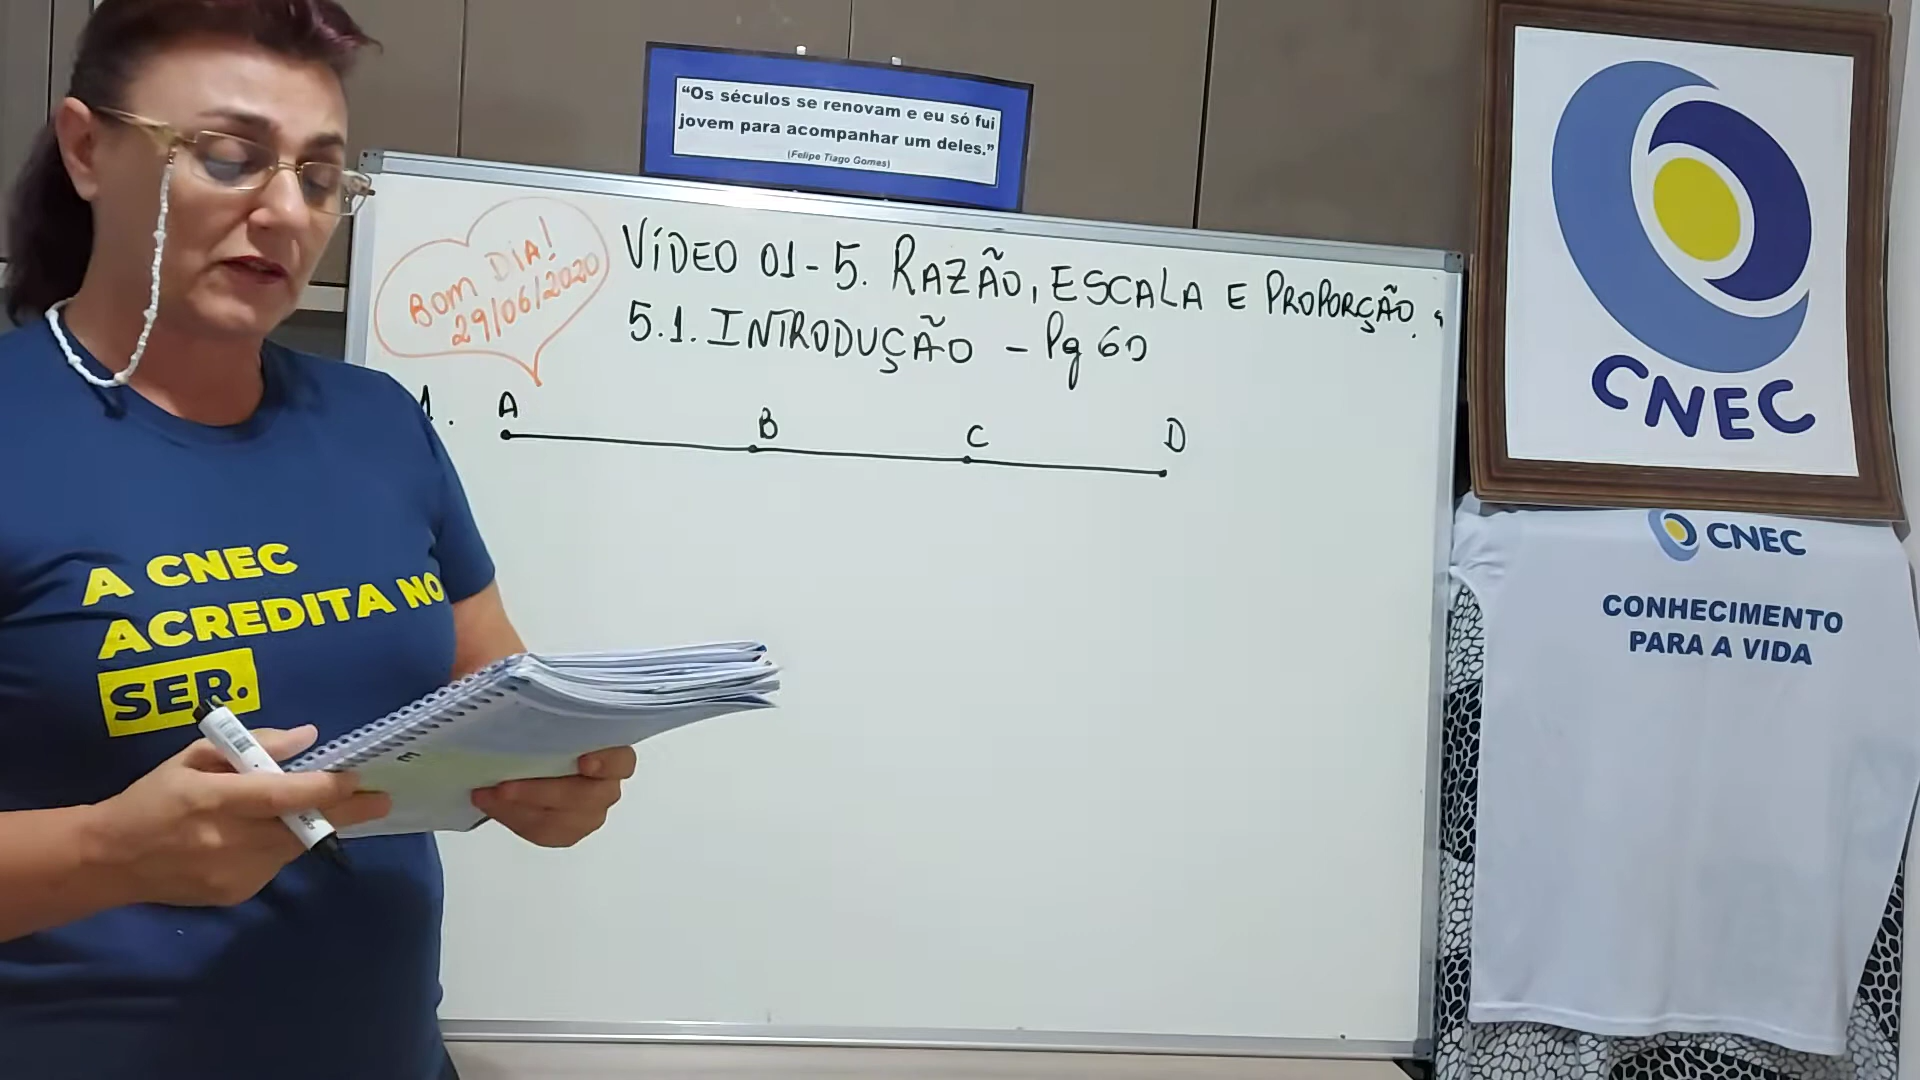 “Os séculos se renovam e eu só fui
jovem para acompanhar um deles.”
(Felipe Tiago Gomes)
BOM DIA!
29/06/2020
VÍDEO 01 - 5. RAZÃO, ESCALA E PROPORÇÃO.
5.1. INTRODUÇÃO - Pg 60
1.
A
B
C
D
A CNEC
ACREDITA NO
SER.
CNEC
CNEC
CONHECIMENTO
PARA A VIDA